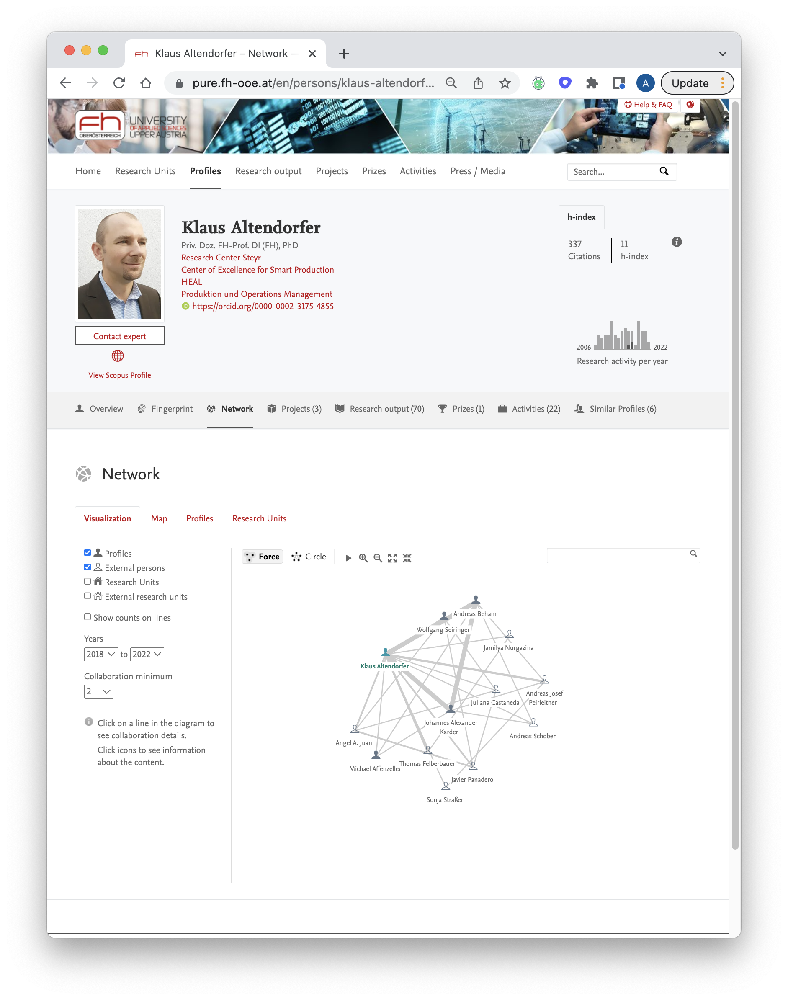 Klaus Altendorfer – Network —
pure.fh-ooe.at/en/persons/klaus-altendorf...
A
Update
Help & FAQ
fh
OBERÖSTERREICH
UNIVERSITY
OF APPLIED SCIENCES
UPPER AUSTRIA
Home Research Units Profiles Research output Projects Prizes Activities Press / Media
Search...
Klaus Altendorfer
Priv. Doz. FH-Prof. DI (FH), PhD
Research Center Steyr
Center of Excellence for Smart Production
HEAL
Produktion und Operations Management
iD https://orcid.org/0000-0002-3175-4855
Contact expert
View Scopus Profile
h-index
337 11
Citations h-index
2006 2022
Research activity per year
Overview Fingerprint Network Projects (3) Research output (70) Prizes (1) Activities (22) Similar Profiles (6)
Network
Visualization Map Profiles Research Units
Profiles
External persons
Research Units
External research units
Show counts on lines
Years
2018 to 2022
Collaboration minimum
2
Click on a line in the diagram to
see collaboration details.
Click icons to see information
about the content.
Force Circle
Andreas Beham
Wolfgang Seiringer
Jamilya Nurgazina
Klaus Altendorfer
Andreas Josef
Peirleitner
Juliana Castaneda
Johannes Alexander
Karder
Andreas Schober
Angel A. Juan
Thomas Felberbauer
Michael Affenzeller
Javier Panadero
Sonja Straßer